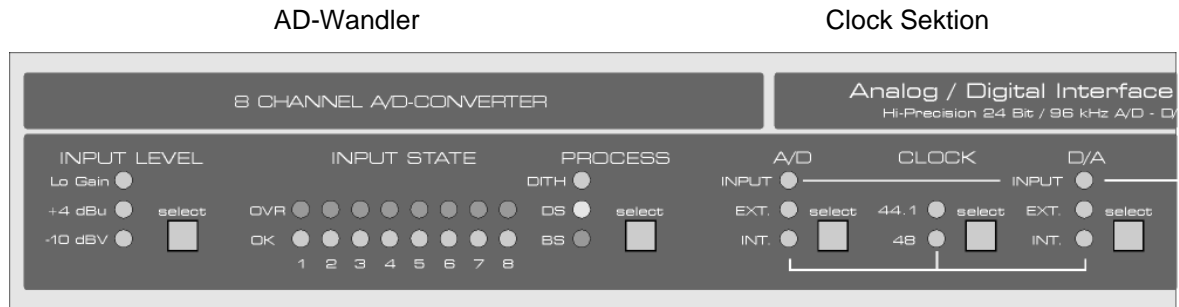 AD-Wandler Clock Sektion
8 CHANNEL A/D-CONVERTER
Analog / Digital Interface
Hi-Precision 24 Bit / 96 kHz A/D - D/
INPUT LEVEL INPUT STATE PROCESS A/D CLOCK D/A
Lo Gain DITH INPUT INPUT
+4 dBu select OVR DS select EXT. select 44.1 select EXT. select
-10 dBV OK BS INT. 48 INT.
1 2 3 4 5 6 7 8